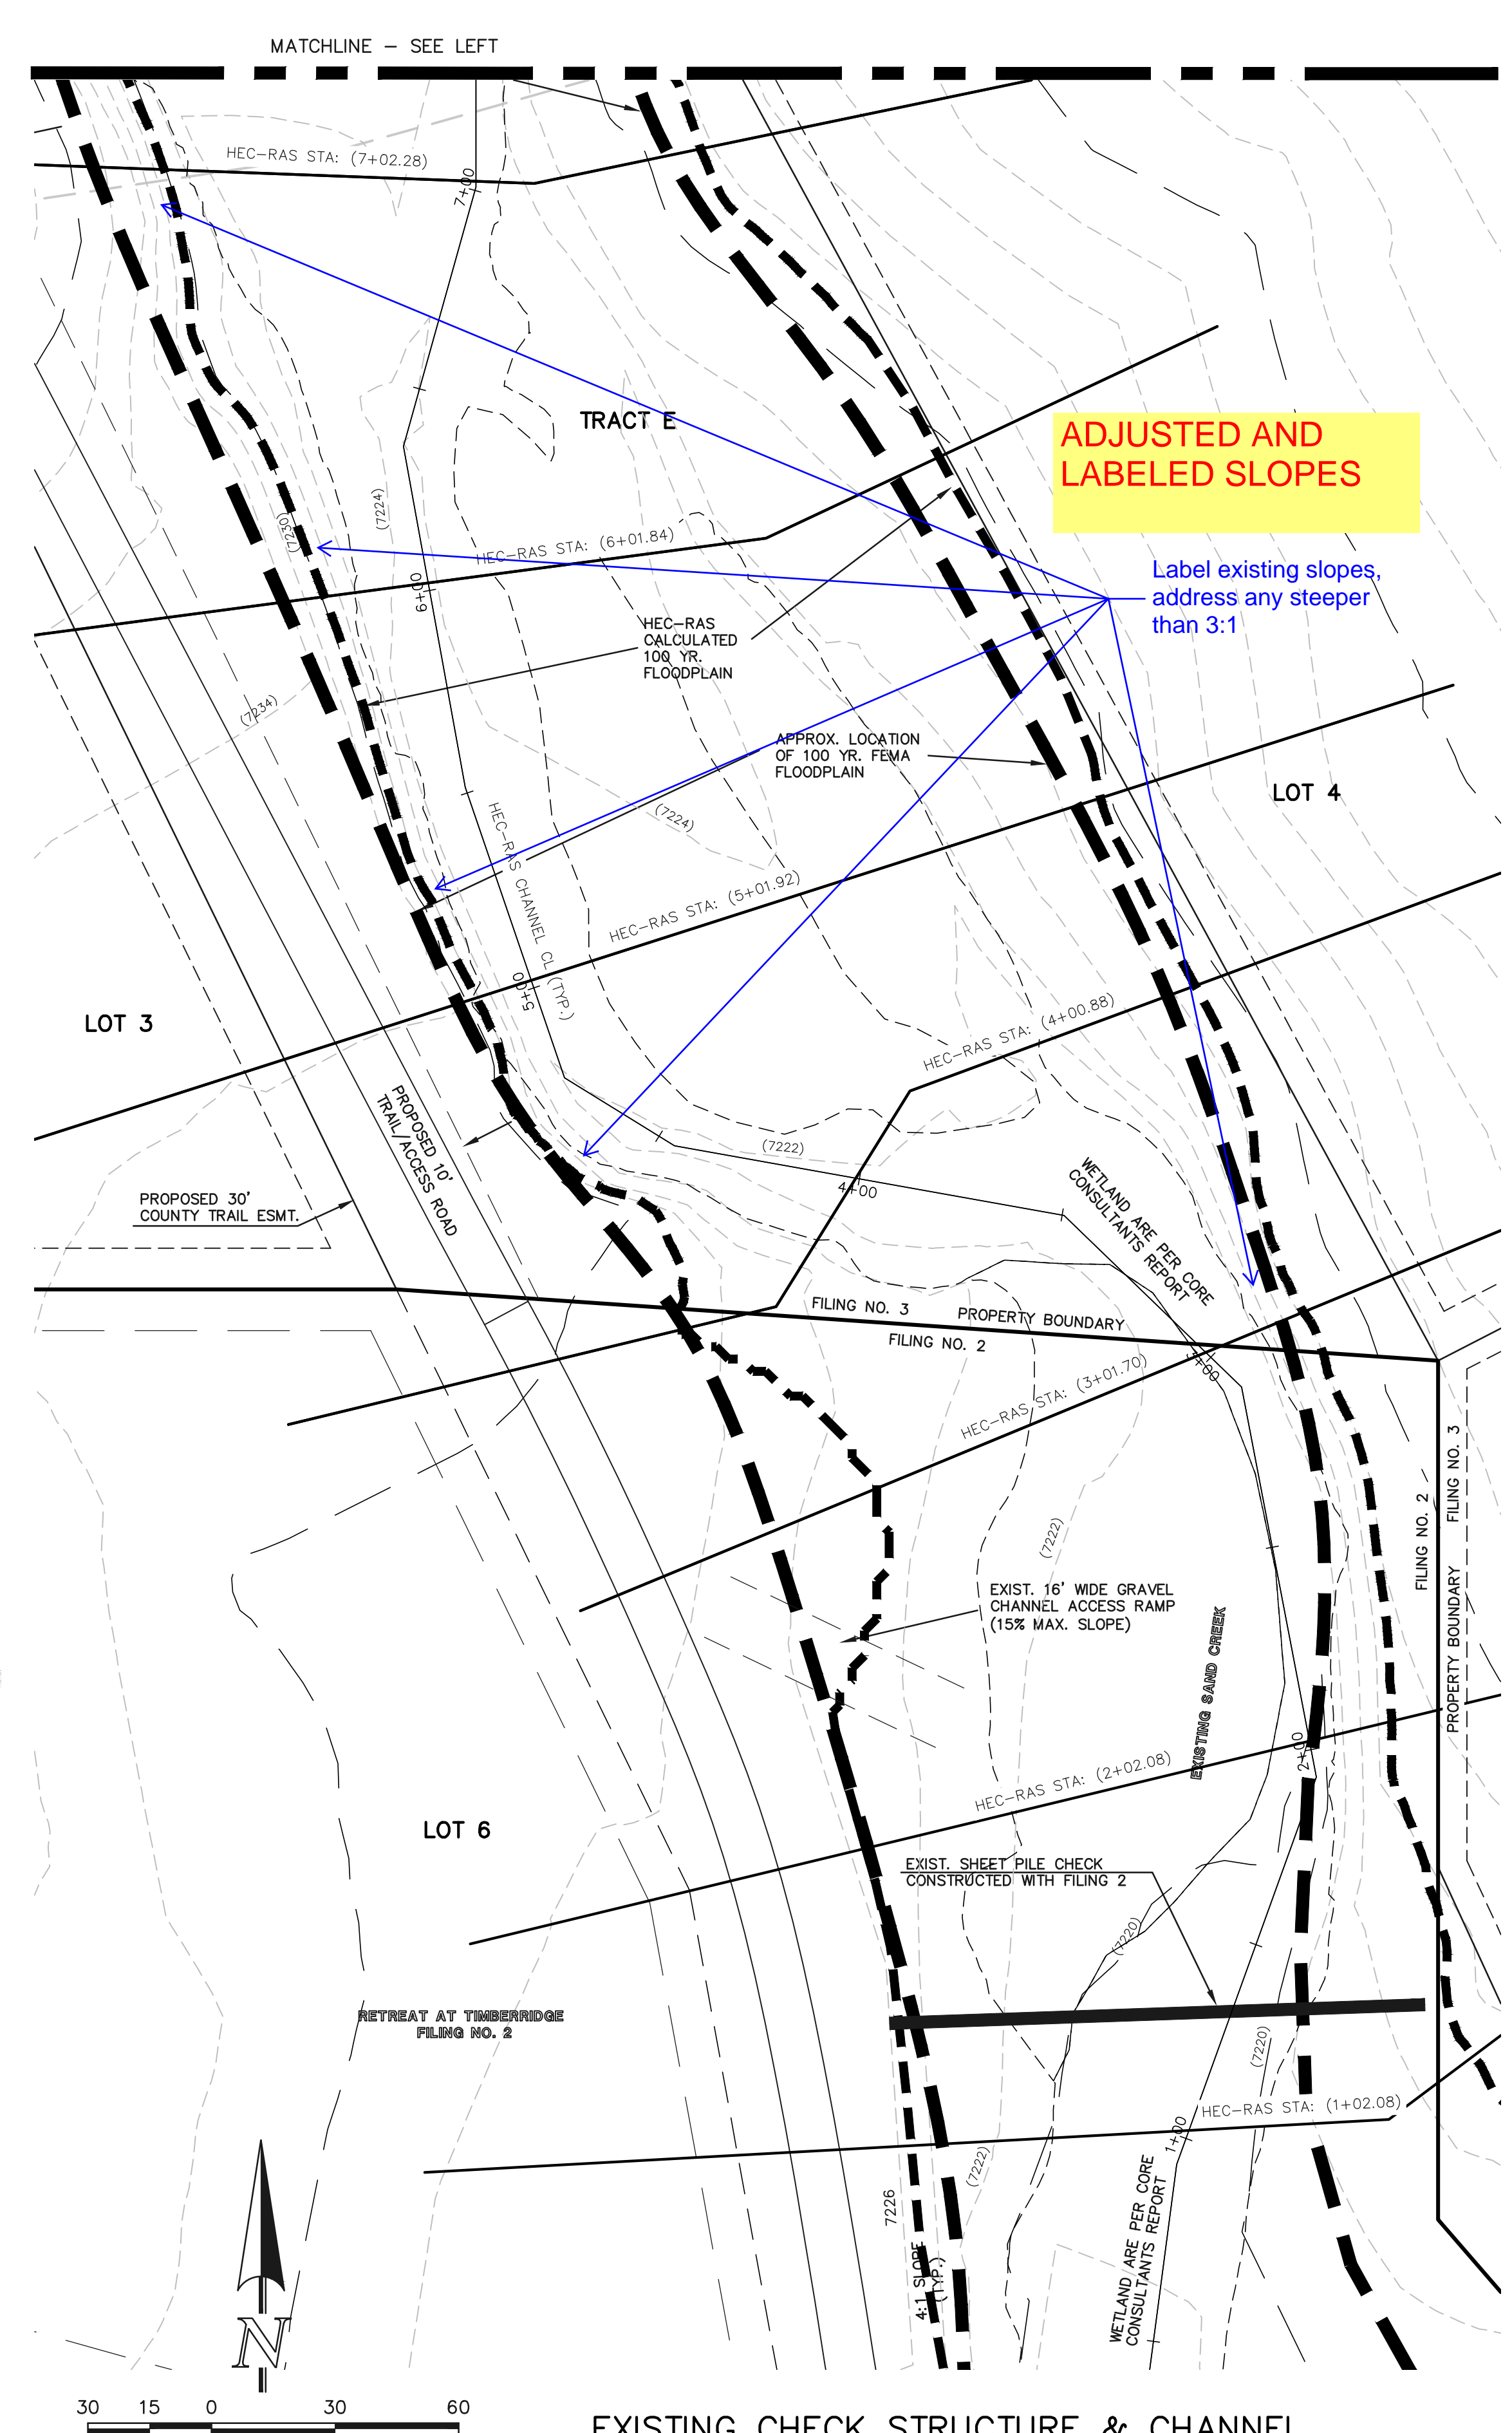 MATCHLINE – SEE LEFT
HEC–RAS STA: (7+02.28)
7+00
TRACT E
ADJUSTED AND
LABELED SLOPES
(7224)
(7230)
HEC–RAS STA: (6+01.84)
6+00
Label existing slopes,
address any steeper
than 3:1
HEC–RAS
CALCULATED
100 YR.
FLOODPLAIN
(7234)
APPROX. LOCATION
OF 100 YR. FEMA
FLOODPLAIN
LOT 4
(7224)
HEC–RAS CHANNEL CL (TYP.)
HEC–RAS STA: (5+01.92)
5+00
LOT 3
HEC–RAS STA: (4+00.88)
PROPOSED 10'
TRAIL/ACCESS ROAD
(7222)
4+00
WETLAND ARE PER CORE
CONSULTANTS REPORT
PROPOSED 30'
COUNTY TRAIL ESMT.
FILING NO. 3
PROPERTY BOUNDARY
FILING NO. 2
3+00
HEC–RAS STA: (3+01.70)
FILING NO. 2
PROPERTY BOUNDARY
FILING NO. 3
(7222)
EXIST. 16' WIDE GRAVEL
CHANNEL ACCESS RAMP
(15% MAX. SLOPE)
EXISTING SAND CREEK
2+00
HEC–RAS STA: (2+02.08)
LOT 6
EXIST. SHEET PILE CHECK
CONSTRUCTED WITH FILING 2
(7220)
RETREAT AT TIMBERRIDGE
FILING NO. 2
(7220)
HEC–RAS STA: (1+02.08)
1+00
(7222)
7226
WETLAND ARE PER CORE
CONSULTANTS REPORT
4:1 SLOPE
(TYP.)
N
30 15 0 30 60
EXISTING CHECK STRUCTURE & CHANNEL